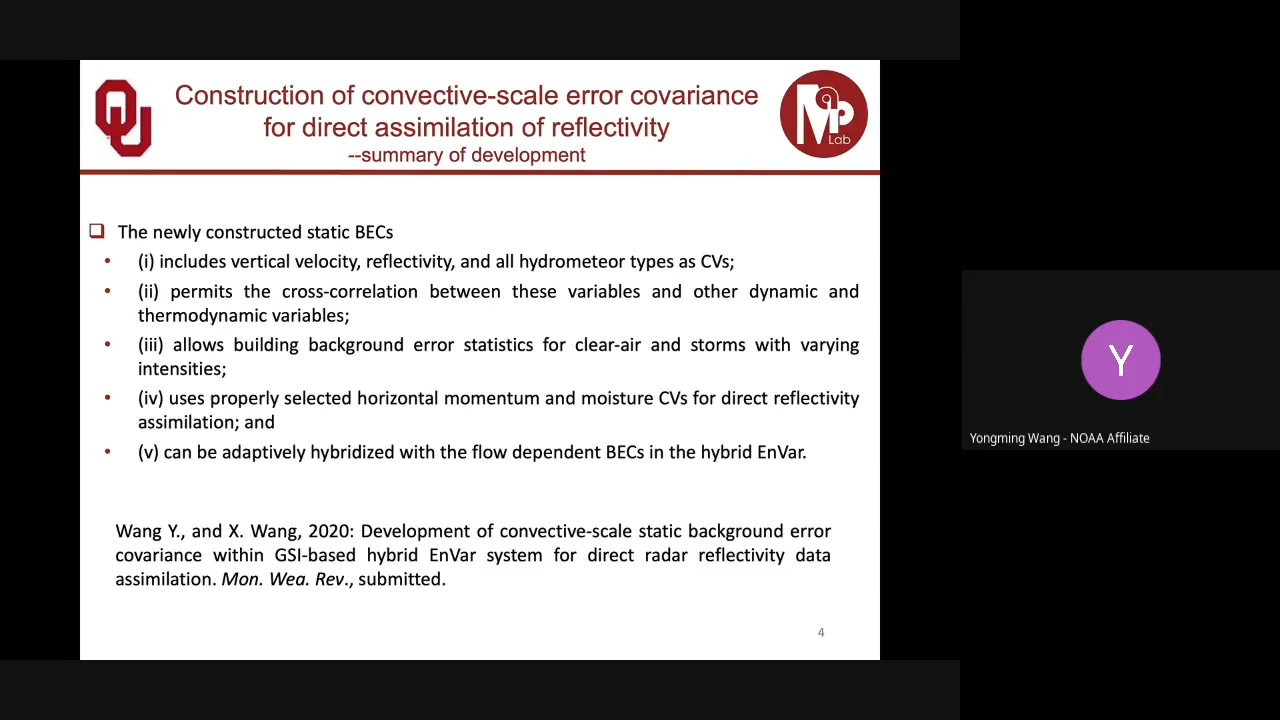 Construction of convective-scale error covariance
for direct assimilation of reflectivity
--summary of development
OU
Map
Lab
❑ The newly constructed static BECs
• (i) includes vertical velocity, reflectivity, and all hydrometeor types as CVs;
• (ii) permits the cross-correlation between these variables and other dynamic and
thermodynamic variables;
• (iii) allows building background error statistics for clear-air and storms with varying
intensities;
• (iv) uses properly selected horizontal momentum and moisture CVs for direct reflectivity
assimilation; and
• (v) can be adaptively hybridized with the flow dependent BECs in the hybrid EnVar.
Wang Y., and X. Wang, 2020: Development of convective-scale static background error
covariance within GSI-based hybrid EnVar system for direct radar reflectivity data
assimilation. Mon. Wea. Rev., submitted.
4
Y
Yongming Wang - NOAA Affiliate